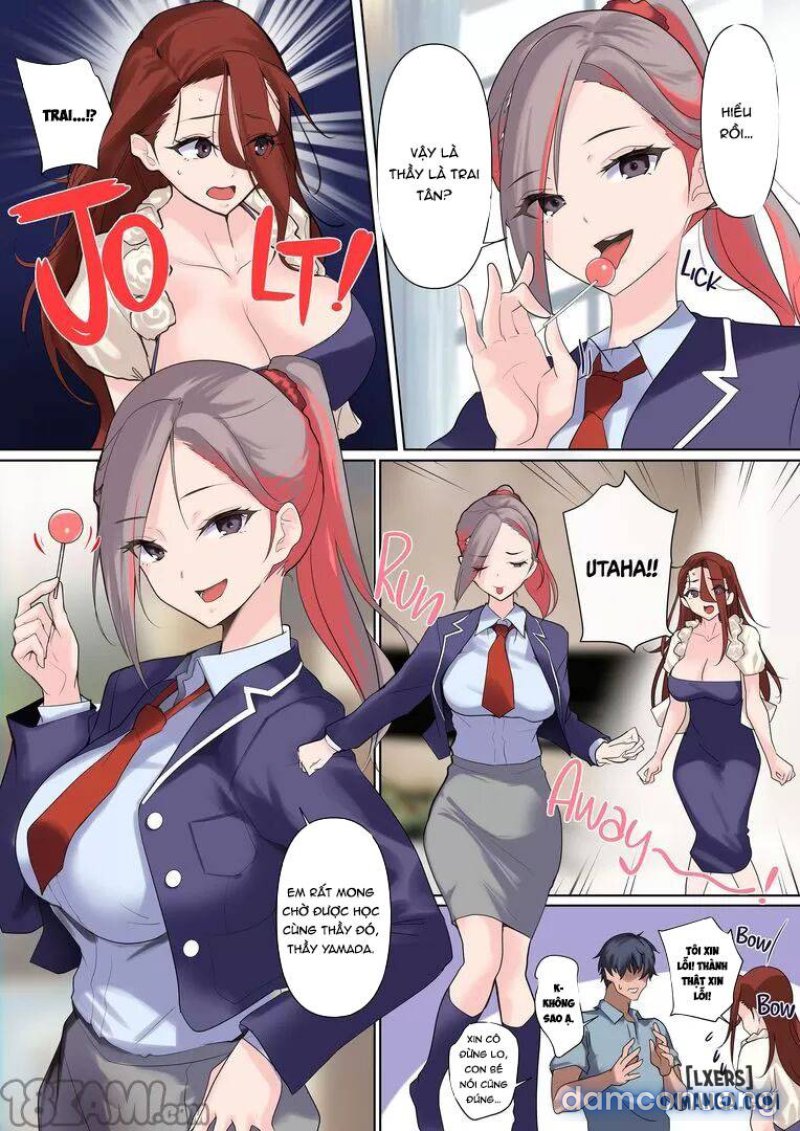 HIỂU
RỒI...
VẬY LÀ
THẦY LÀ TRAI
TÂN?
LICK
TRAI...!?
JOLT!
UTAHA!!
RUN
AWAY~!
EM RẤT MONG
CHỜ ĐƯỢC HỌC
CÙNG THẦY ĐÓ,
THẦY YAMADA.
TÔI XIN
LỖI! THÀNH
THẬT XIN
LỖI!
BOW
BOW
K-
KHÔNG
SAO Ạ.
XIN CÔ
ĐỪNG LO,
CON BÉ
NÓI CŨNG
ĐÚNG...
[LXERS]
18KAMI.com